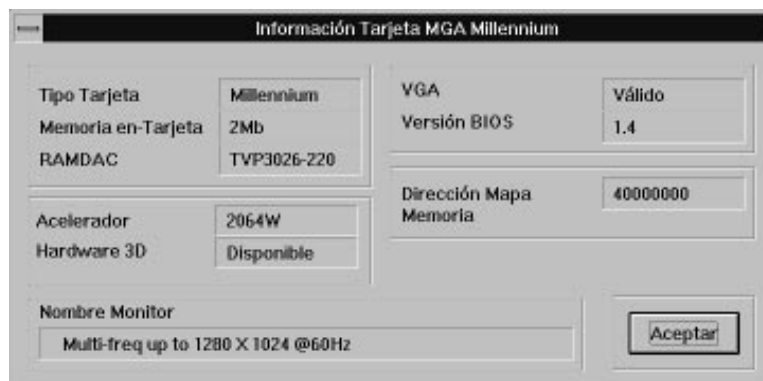 Información Tarjeta MGA Millennium
Tipo Tarjeta Millennium
Memoria en-Tarjeta 2Mb
RAMDAC TVP3026-220
Acelerador 2064W
Hardware 3D Disponible
VGA Válido
Versión BIOS 1.4
Dirección Mapa 40000000
Memoria
Nombre Monitor
Multi-freq up to 1280 X 1024 @60Hz
Aceptar